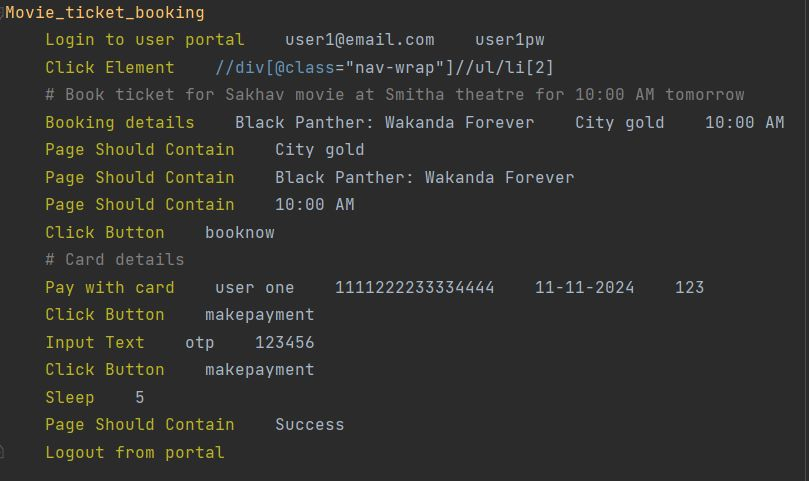 Movie_ticket_booking
    Login to user portal    user1@email.com    user1pw
    Click Element    //div[@class="nav-wrap"]//ul/li[2]
    # Book ticket for Sakhav movie at Smitha theatre for 10:00 AM tomorrow
    Booking details    Black Panther: Wakanda Forever    City gold    10:00 AM
    Page Should Contain    City gold
    Page Should Contain    Black Panther: Wakanda Forever
    Page Should Contain    10:00 AM
    Click Button    booknow
    # Card details
    Pay with card    user one    1111222233334444    11-11-2024    123
    Click Button    makepayment
    Input Text    otp    123456
    Click Button    makepayment
    Sleep    5
    Page Should Contain    Success
    Logout from portal